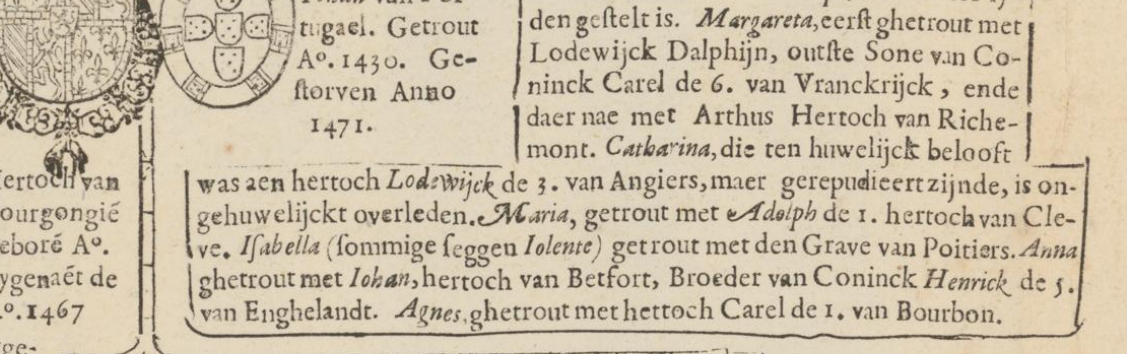 tugael. Getrout
Aº. 1430. Ge-
storven Anno
1471.
den gestelt is. Margareta, eerst ghetrout met
Lodewijck Dalphijn, outste Sone van Co-
ninck Carel de 6. van Vranckrijck, ende
daer nae met Arthus Hertoch van Riche-
mont. Catharina, die ten huwelijck belooft
was aen hertoch Lodewijck de 3. van Angiers, maer gerepudieert zijnde, is on-
gehuwelijckt overleden. Maria, getrout met Adolph de 1. hertoch van Cle-
ve. Isabella (sommige seggen Iolente) getrout met den Grave van Poitiers. Anna
ghetrout met Iohan, hertoch van Betfort, Broeder van Coninck Henrick de 5.
van Enghelandt. Agnes, ghetrout met hettoch Carel de 1. van Bourbon.
ertoch van
ourgongié
eboré Aº.
ygenaét de
º. 1467